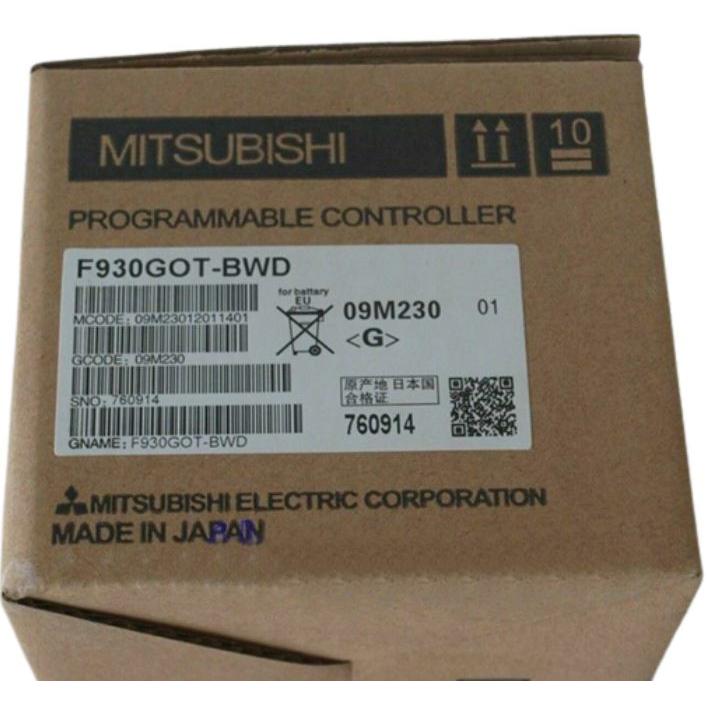 MITSUBISHI
10
PROGRAMMABLE CONTROLLER
F930GOT-BWD
MCODE: 09M23012011401
GCODE: 09M230
SNO: 760914
GNAME: F930GOT-BWD
for battary
EU
09M230 01
<G>
原产地 日本国
合格证
760914
MITSUBISHI ELECTRIC CORPORATION
MADE IN JAPAN